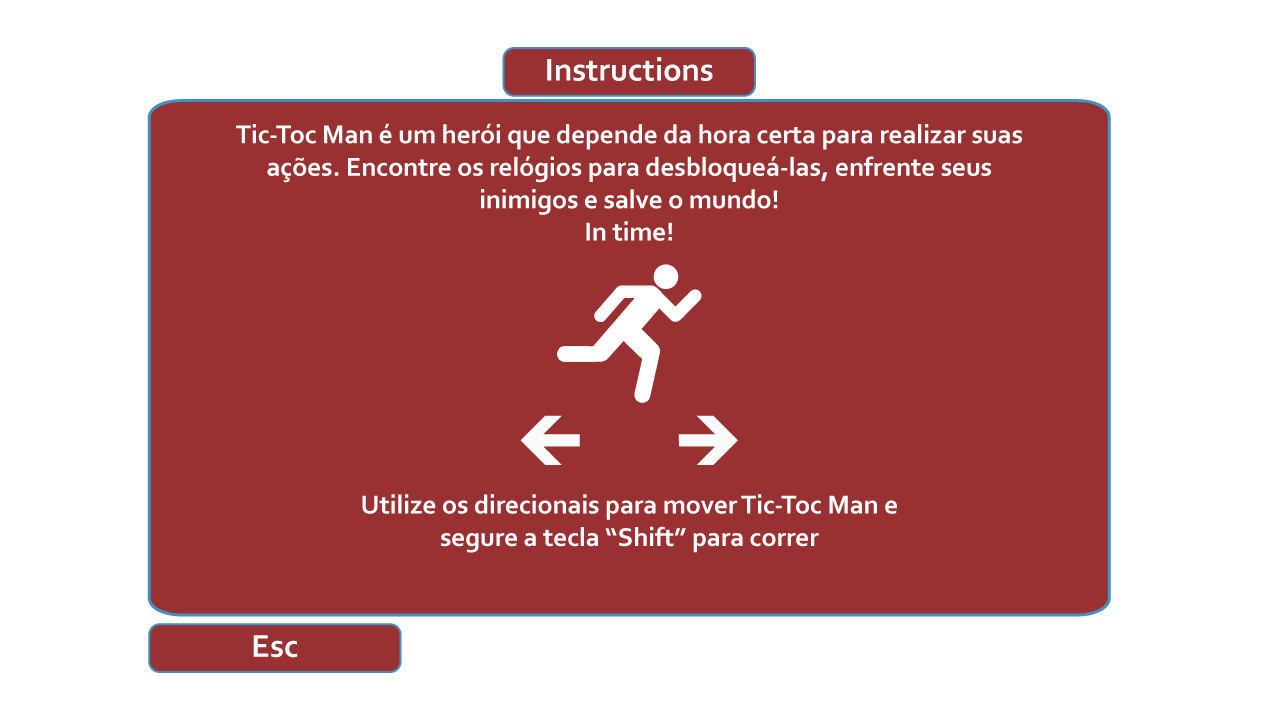 Instructions
Tic-Toc Man é um herói que depende da hora certa para realizar suas
ações. Encontre os relógios para desbloqueá-las, enfrente seus
inimigos e salve o mundo!
In time!
Utilize os direcionais para mover Tic-Toc Man e
segure a tecla “Shift” para correr
Esc